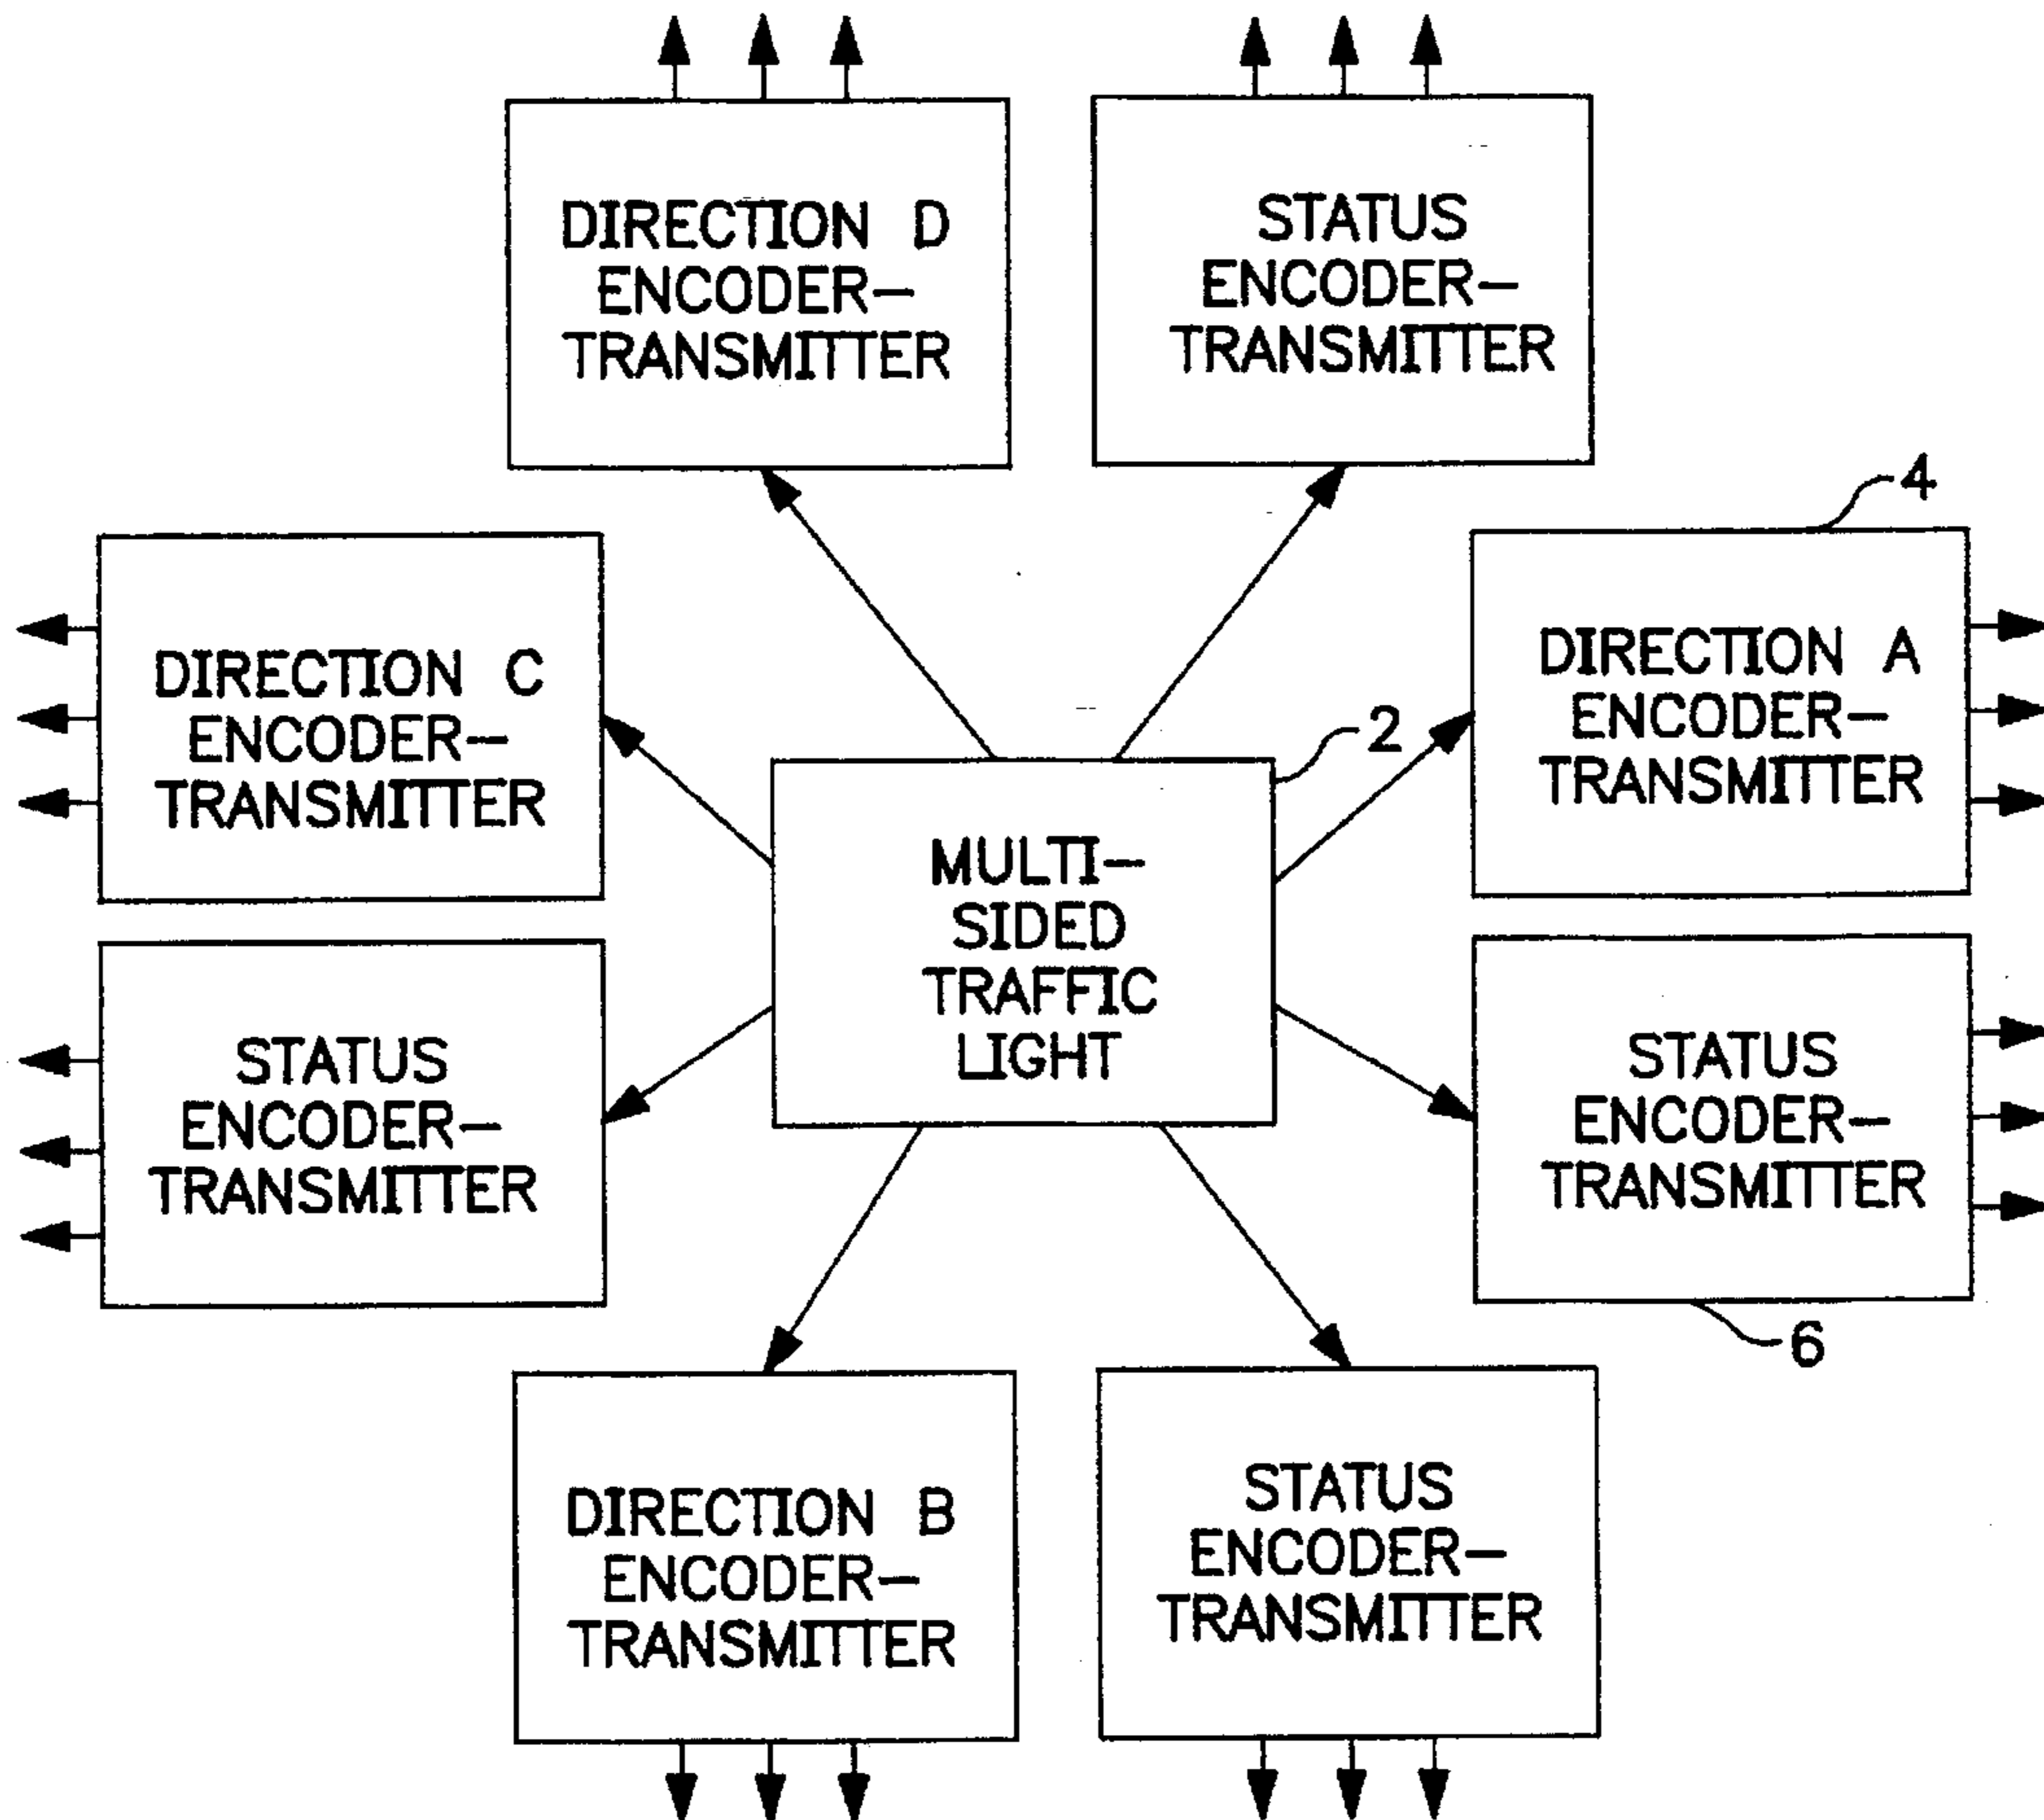 DIRECTION D
ENCODER—
TRANSMITTER
STATUS
ENCODER—
TRANSMITTER
4
DIRECTION C
ENCODER—
TRANSMITTER
DIRECTION A
ENCODER—
TRANSMITTER
2
MULTI—
SIDED
TRAFFIC
LIGHT
STATUS
ENCODER—
TRANSMITTER
STATUS
ENCODER—
TRANSMITTER
6
DIRECTION B
ENCODER—
TRANSMITTER
STATUS
ENCODER—
TRANSMITTER